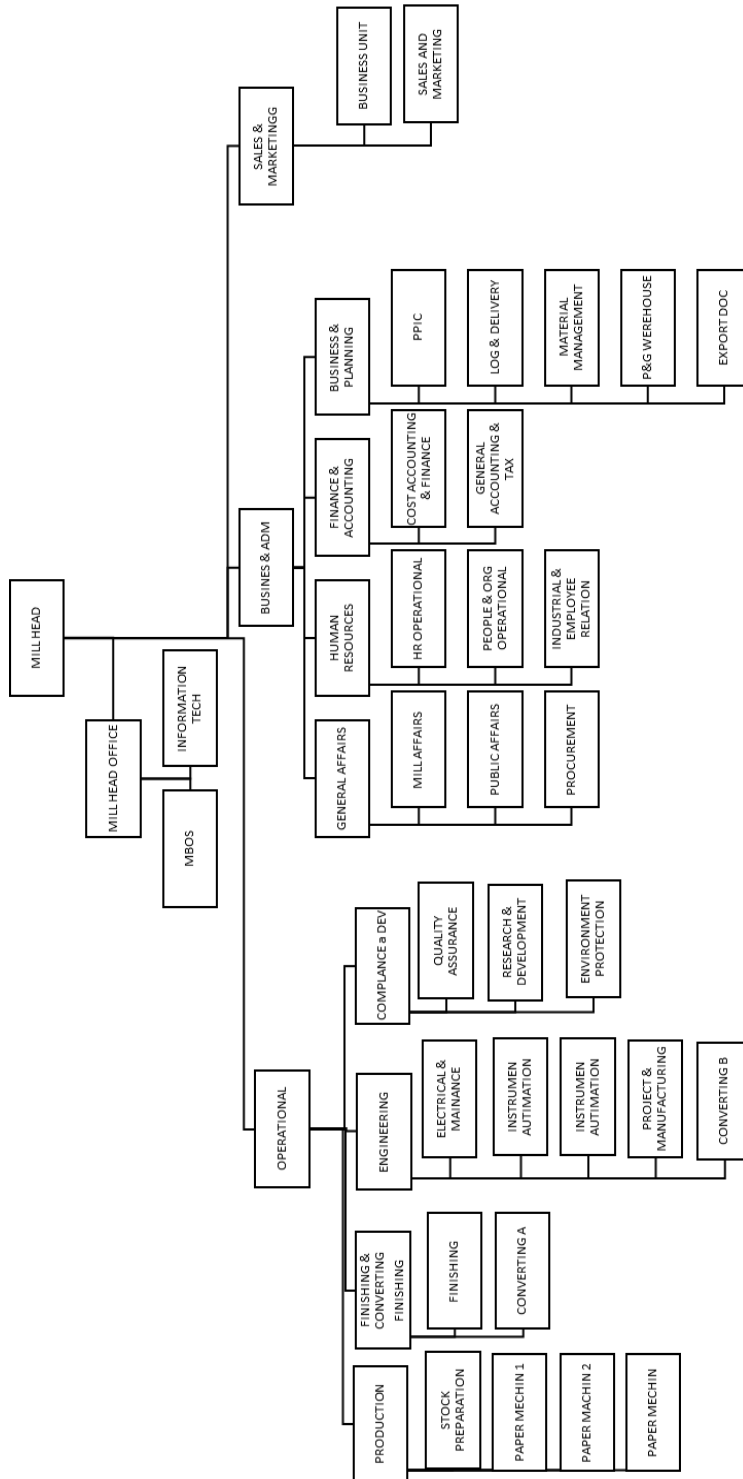 MILL HEAD
MILL HEAD OFFICE
MBOS
INFORMATION
TECH
OPERATIONAL
BUSINES & ADM
SALES &
MARKETINGG
PRODUCTION
STOCK
PREPARATION
PAPER MECHIN 1
PAPER MACHIN 2
PAPER MECHIN
FINISHING &
CONVERTING
FINISHING
FINISHING
CONVERTING A
ENGINEERING
ELECTRICAL &
MAINANCE
INSTRUMEN
AUTIMATION
INSTRUMEN
AUTIMATION
PROJECT &
MANUFACTURING
CONVERTING B
COMPLANCE a DEV
QUALITY
ASSURANCE
RESEARCH &
DEVELOPMENT
ENVIRONMENT
PROTECTION
GENERAL AFFAIRS
MILL AFFAIRS
PUBLIC AFFAIRS
PROCUREMENT
HUMAN
RESOURCES
HR OPERATIONAL
PEOPLE & ORG
OPERATIONAL
INDUSTRIAL &
EMPLOYEE
RELATION
FINANCE &
ACCOUNTING
COST ACCOUNTING
& FINANCE
GENERAL
ACCOUNTING &
TAX
BUSINESS &
PLANNING
PPIC
LOG & DELIVERY
MATERIAL
MANAGEMENT
P&G WEREHOUSE
EXPORT DOC
BUSINESS UNIT
SALES AND
MARKETING